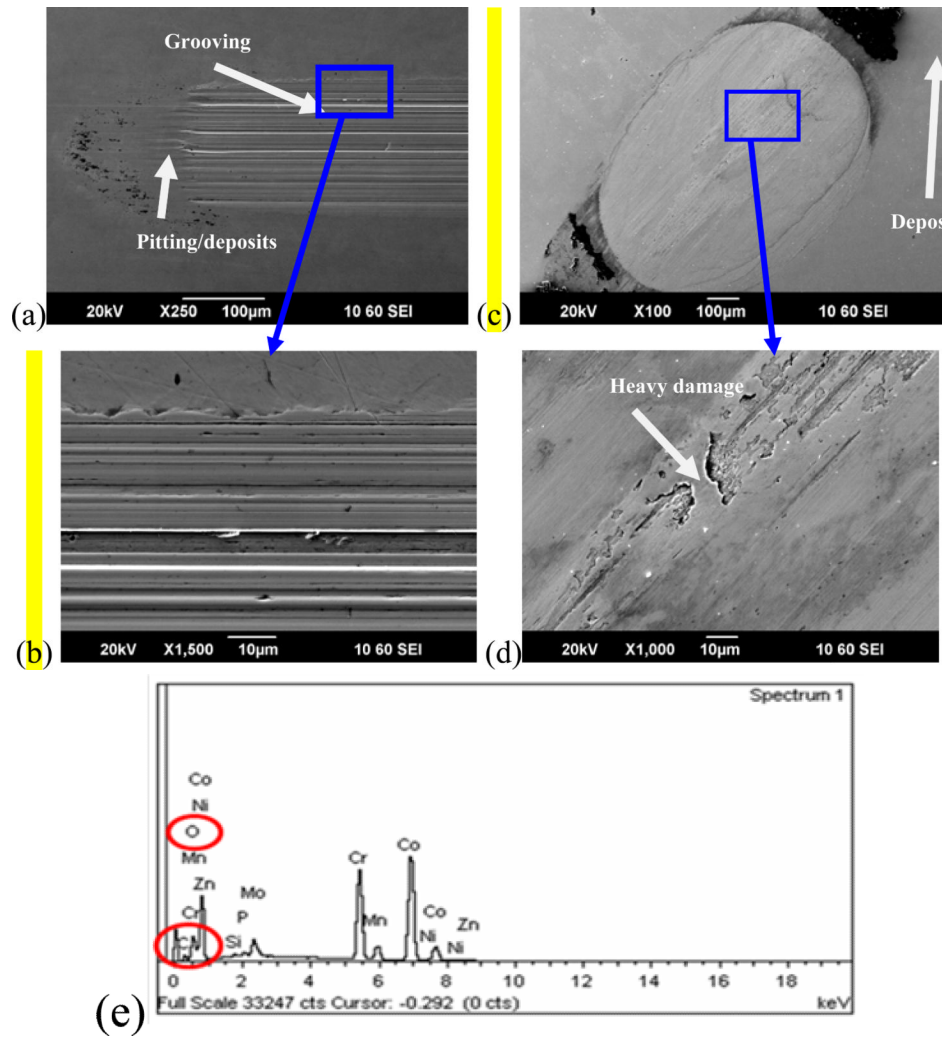 Grooving
Pitting/deposits
(a)
20kV X250 100µm 10 60 SEI
Depos
(c)
20kV X100 100µm 10 60 SEI
(b)
20kV X1,500 10µm 10 60 SEI
Heavy damage
(d)
20kV X1,000 10µm 10 60 SEI
Spectrum 1
Co
Ni
O
Mn
Zn
Cr
C
Si
P
Mo
Cr
Mn
Co
Co
Ni
Ni
Zn
0 2 4 6 8 10 12 14 16 18
Full Scale 33247 cts Cursor: -0.292 (0 cts)
keV
(e)